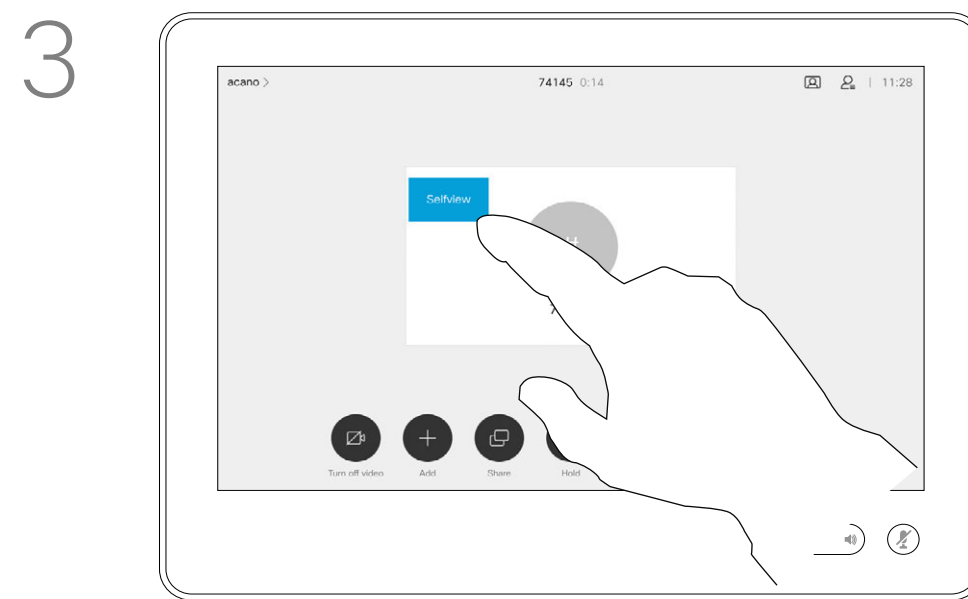 3
acano >
74145 0:14
11:28
Selfview
Turn off video
Add
Share
Hold